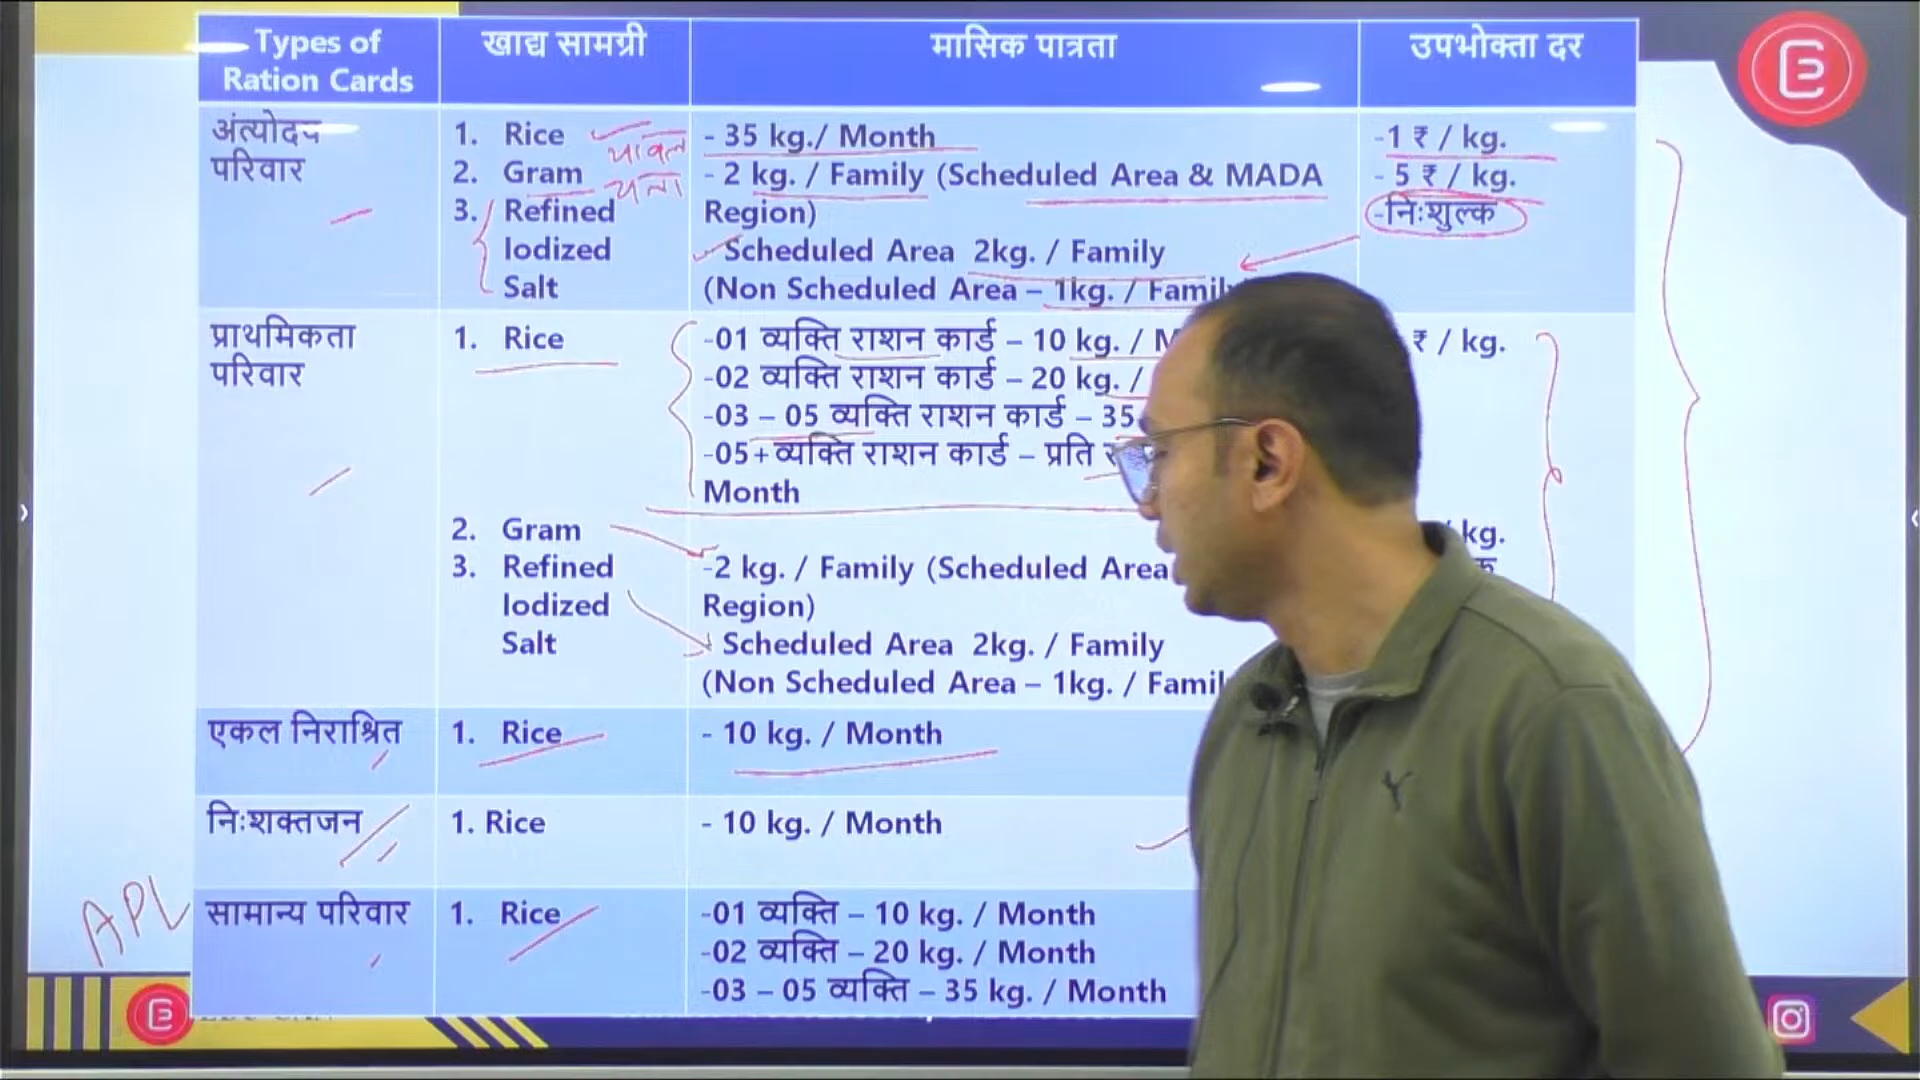 Types of
Ration Cards
खाद्य सामग्री
मासिक पात्रता
उपभोक्ता दर
अंत्योदय
परिवार
1. Rice
चावल
2. Gram
चना
3. Refined
Iodized
Salt
- 35 kg./ Month
- 2 kg. / Family (Scheduled Area & MADA
Region)
Scheduled Area 2kg. / Family
(Non Scheduled Area – 1kg. / Family
-1 ₹ / kg.
- 5 ₹ / kg.
-निःशुल्क
प्राथमिकता
परिवार
1. Rice
2. Gram
3. Refined
Iodized
Salt
-01 व्यक्ति राशन कार्ड – 10 kg. /
-02 व्यक्ति राशन कार्ड – 20 kg. /
-03 – 05 व्यक्ति राशन कार्ड – 35
-05+व्यक्ति राशन कार्ड – प्रति
Month
-2 kg. / Family (Scheduled Area
Region)
Scheduled Area 2kg. / Family
(Non Scheduled Area – 1kg. /
₹ / kg.
kg.
एकल निराश्रित
1. Rice
- 10 kg. / Month
निःशक्तजन
1. Rice
- 10 kg. / Month
APL
सामान्य परिवार
1. Rice
-01 व्यक्ति – 10 kg. / Month
-02 व्यक्ति – 20 kg. / Month
-03 – 05 व्यक्ति – 35 kg. / Month